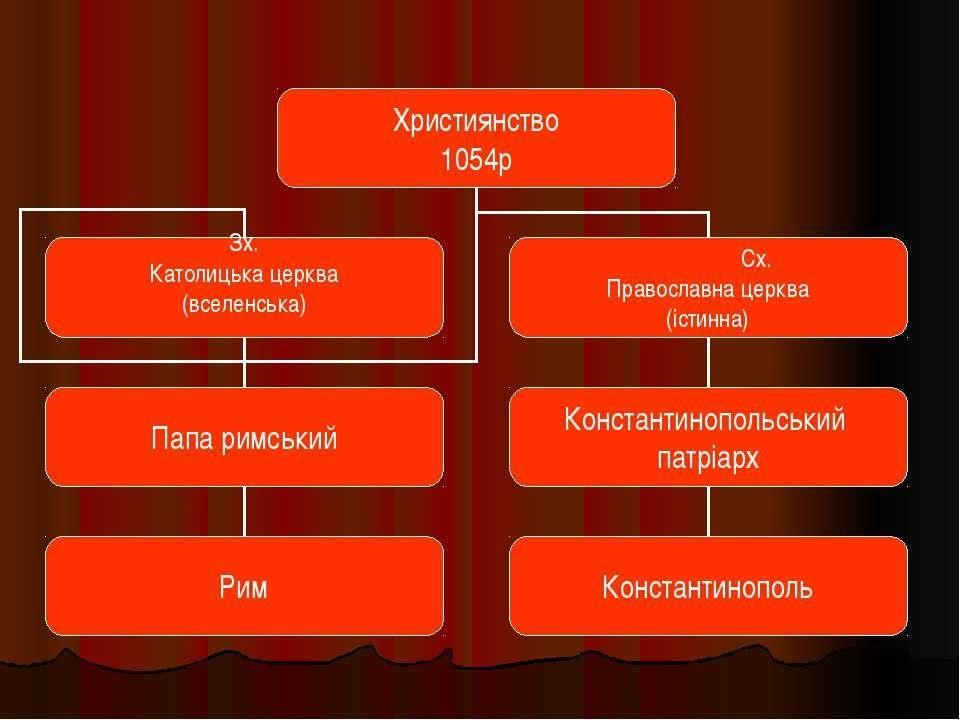 Християнство
1054р
Зх.
Католицька церква
(вселенська)
Сх.
Православна церква
(істинна)
Папа римський
Константинопольський
патріарх
Рим
Константинополь